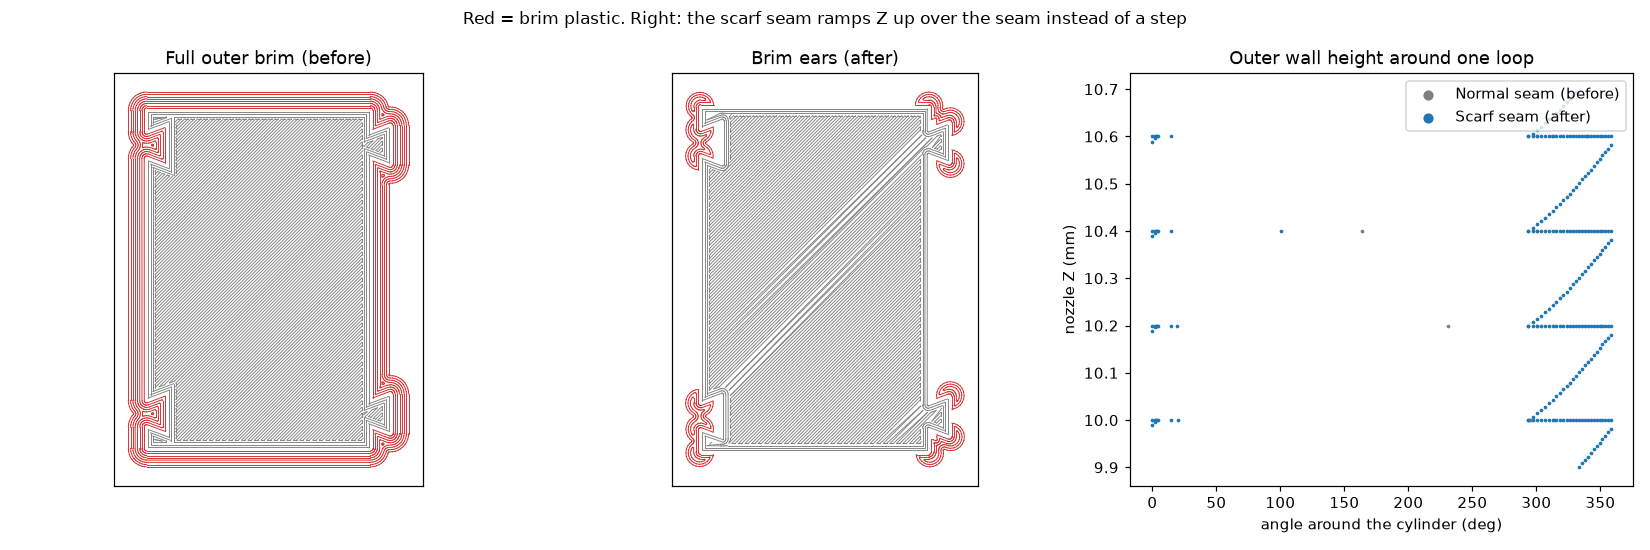 Red = brim plastic. Right: the scarf seam ramps Z up over the seam instead of a step
Full outer brim (before)
Brim ears (after)
Outer wall height around one loop
Normal seam (before)
Scarf seam (after)
nozzle Z (mm)
10.7
10.6
10.5
10.4
10.3
10.2
10.1
10.0
9.9
0
50
100
150
200
250
300
350
angle around the cylinder (deg)